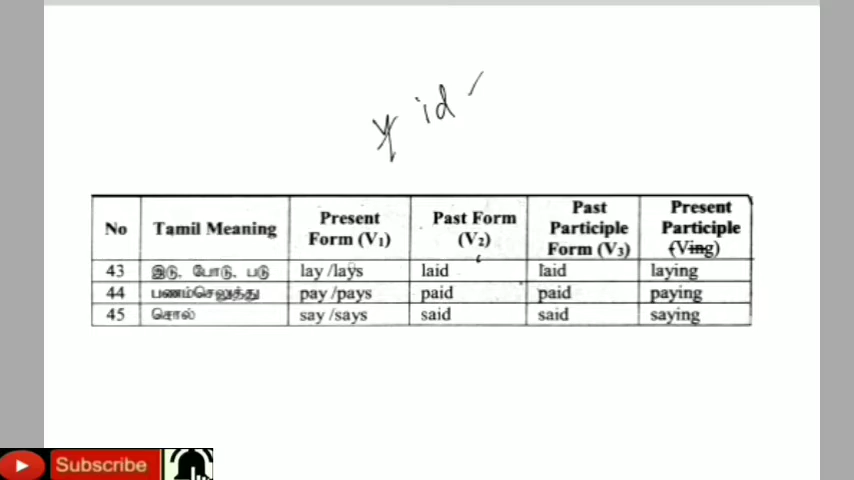 y id
No Tamil Meaning Present Form (V1) Past Form (V2) Past Participle Form (V3) Present Participle (Ving)
43 இடு, போடு, படு lay /lays laid laid laying
44 பணம்செலுத்து pay /pays paid paid paying
45 சொல் say /says said said saying
Subscribe